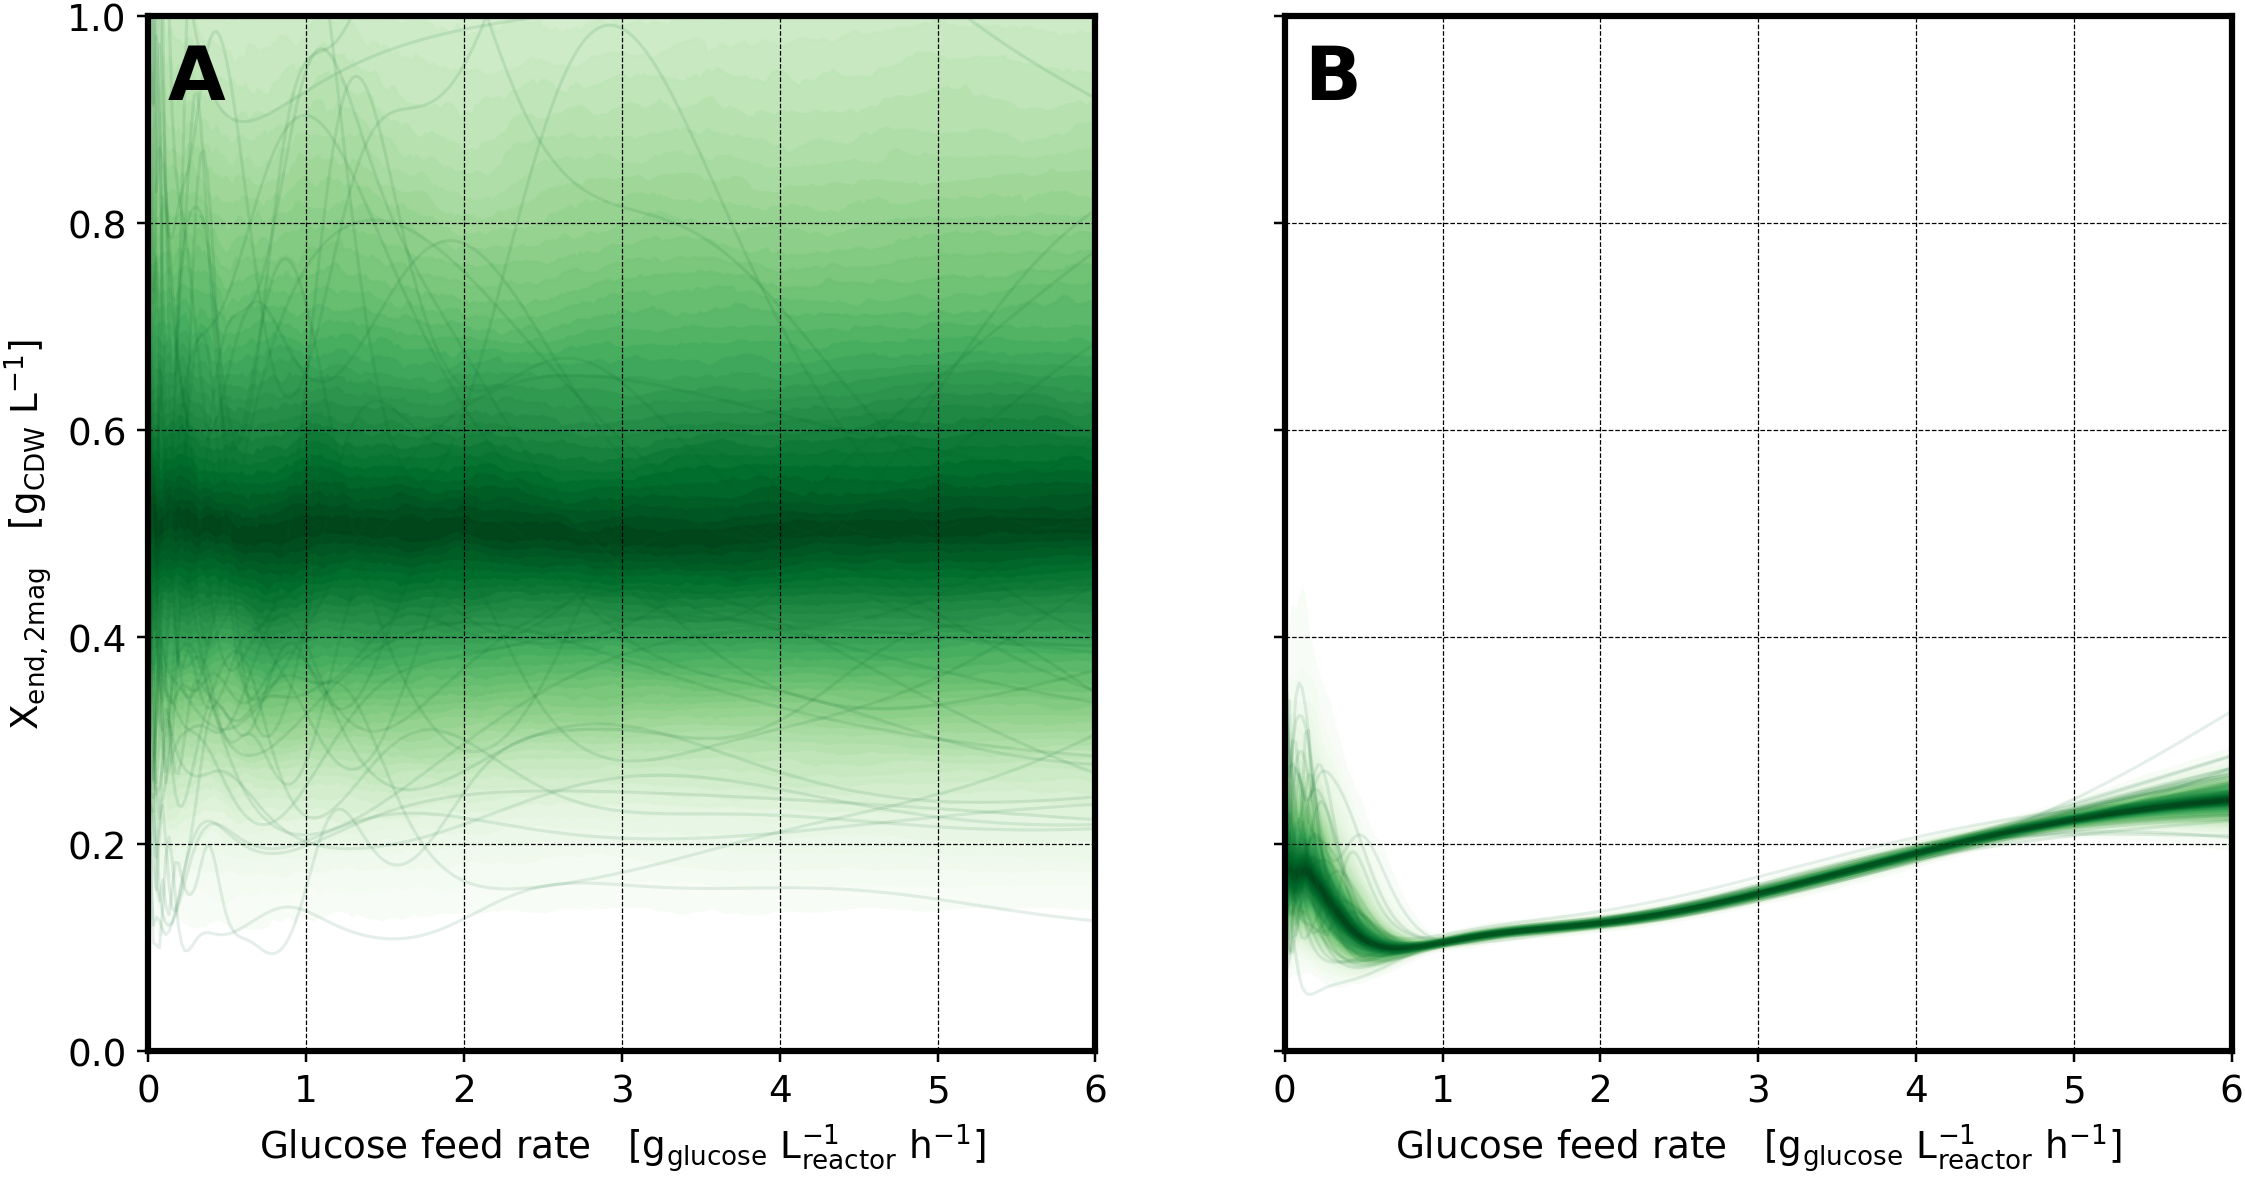 A
B
1.0
0.8
0.6
0.4
0.2
0.0
X_end, 2mag [g_CDW L^−1]
0 1 2 3 4 5 6
0 1 2 3 4 5 6
Glucose feed rate [g_glucose L_reactor^−1 h^−1]
Glucose feed rate [g_glucose L_reactor^−1 h^−1]